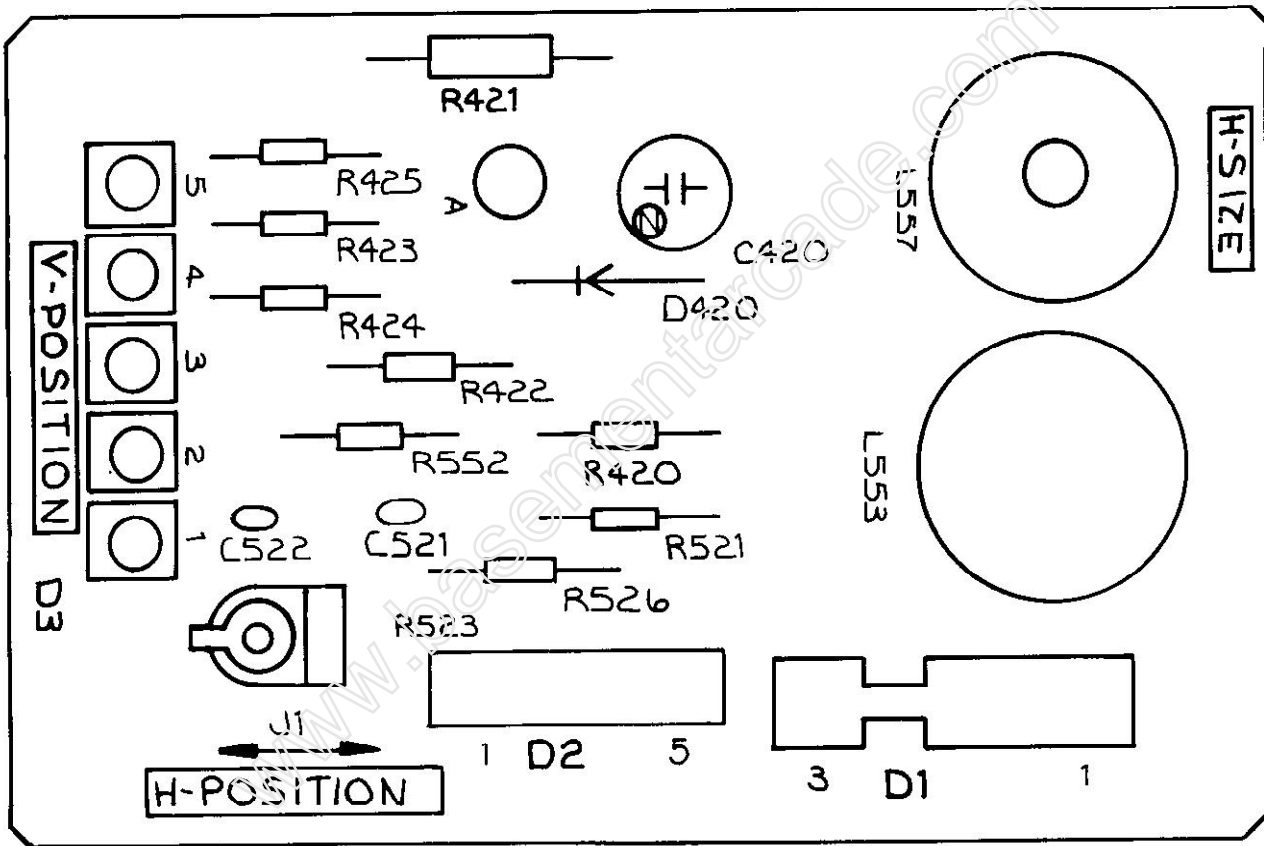 R421
H-SIZE
R425
5
A
L557
R423
C420
4
D420
R424
V-POSITION
3
R422
R552
R420
2
L553
1
C522
C521
R521
R526
D3
R523
J1
1
D2
5
3
D1
1
H-POSITION
www.basementarcade.com